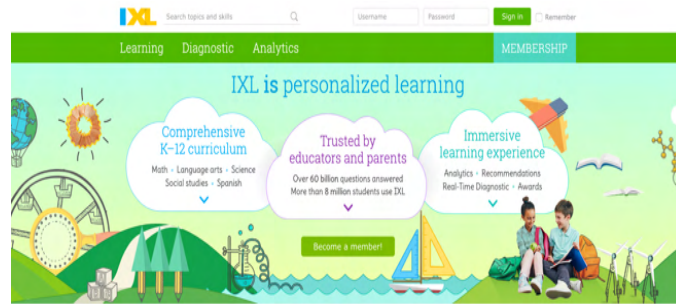 IXL
Search topics and skills
Username
Password
Sign in
Remember
Learning
Diagnostic
Analytics
MEMBERSHIP
IXL is personalized learning
Comprehensive
K–12 curriculum
Math • Language arts • Science
Social studies • Spanish
Trusted by
educators and parents
Over 60 billion questions answered
More than 8 million students use IXL
Immersive
learning experience
Analytics • Recommendations
Real-Time Diagnostic • Awards
Become a member!